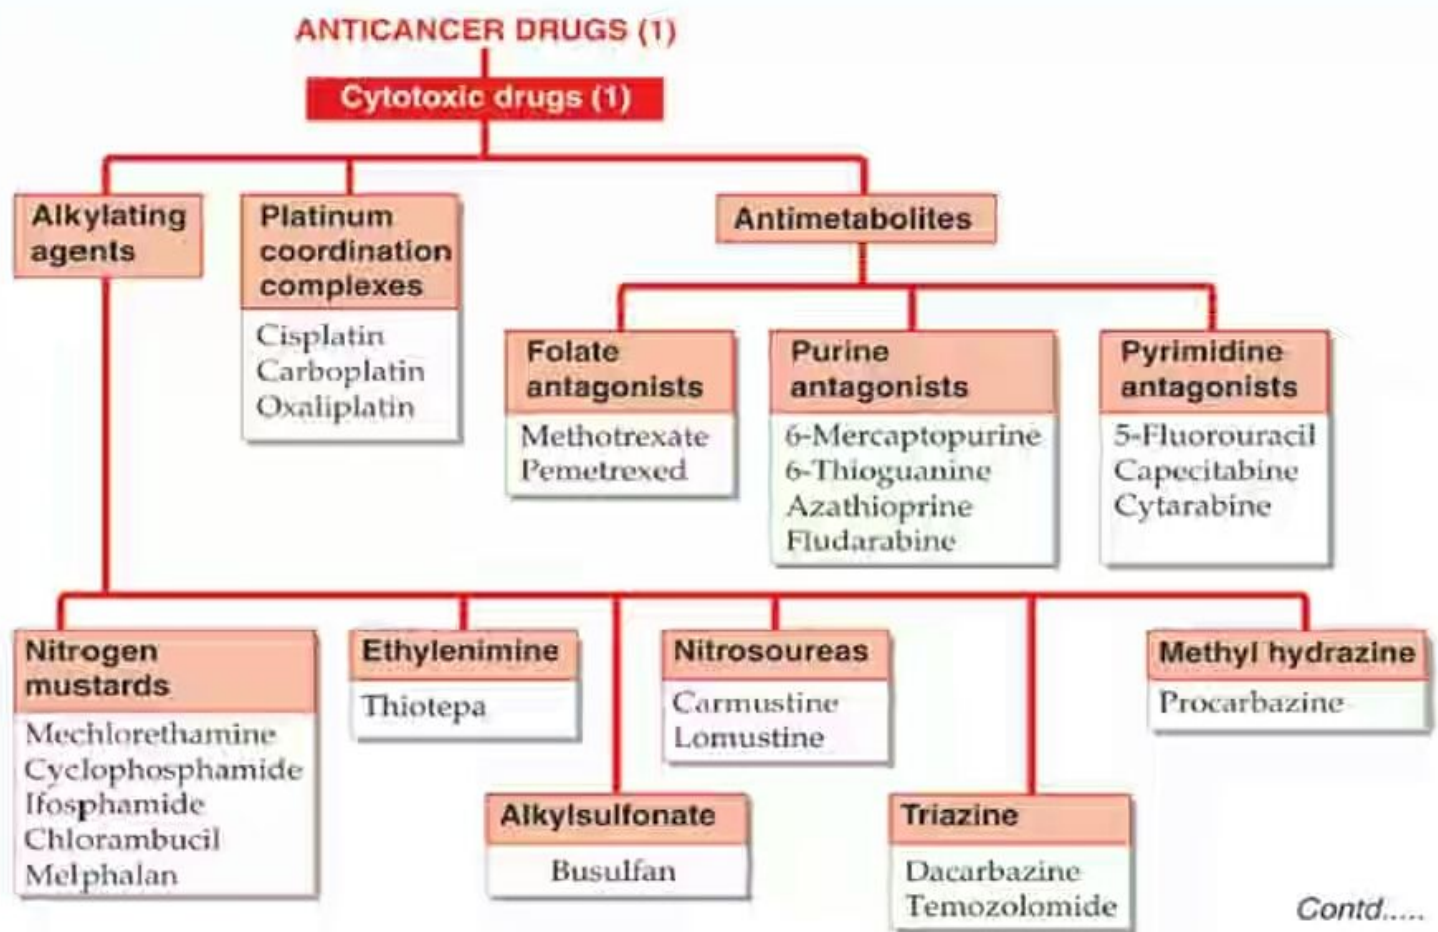 ANTICANCER DRUGS (1)
Cytotoxic drugs (1)
Alkylating
agents
Platinum
coordination
complexes
Cisplatin
Carboplatin
Oxaliplatin
Antimetabolites
Folate
antagonists
Methotrexate
Pemetrexed
Purine
antagonists
6-Mercaptopurine
6-Thioguanine
Azathioprine
Fludarabine
Pyrimidine
antagonists
5-Fluorouracil
Capecitabine
Cytarabine
Nitrogen
mustards
Mechlorethamine
Cyclophosphamide
Ifosphamide
Chlorambucil
Melphalan
Ethylenimine
Thiotepa
Alkylsulfonate
Busulfan
Nitrosoureas
Carmustine
Lomustine
Triazine
Dacarbazine
Temozolomide
Methyl hydrazine
Procarbazine
Contd.....